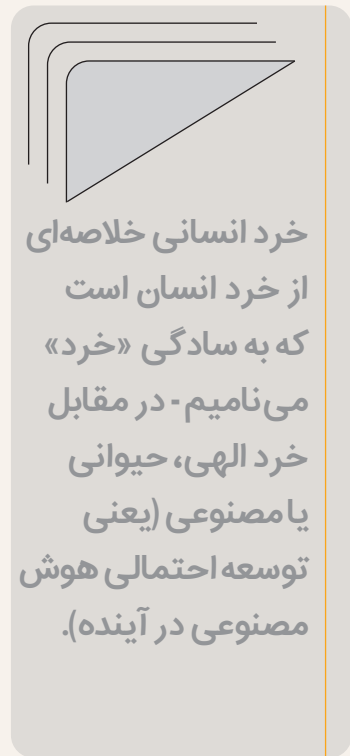 خرد انسانی خلاصه‌ای
از خرد انسان است
که به سادگی «خرد»
می‌نامیم - در مقابل
خرد الهی، حیوانی
یا مصنوعی (یعنی
توسعه احتمالی هوش
مصنوعی در آینده).